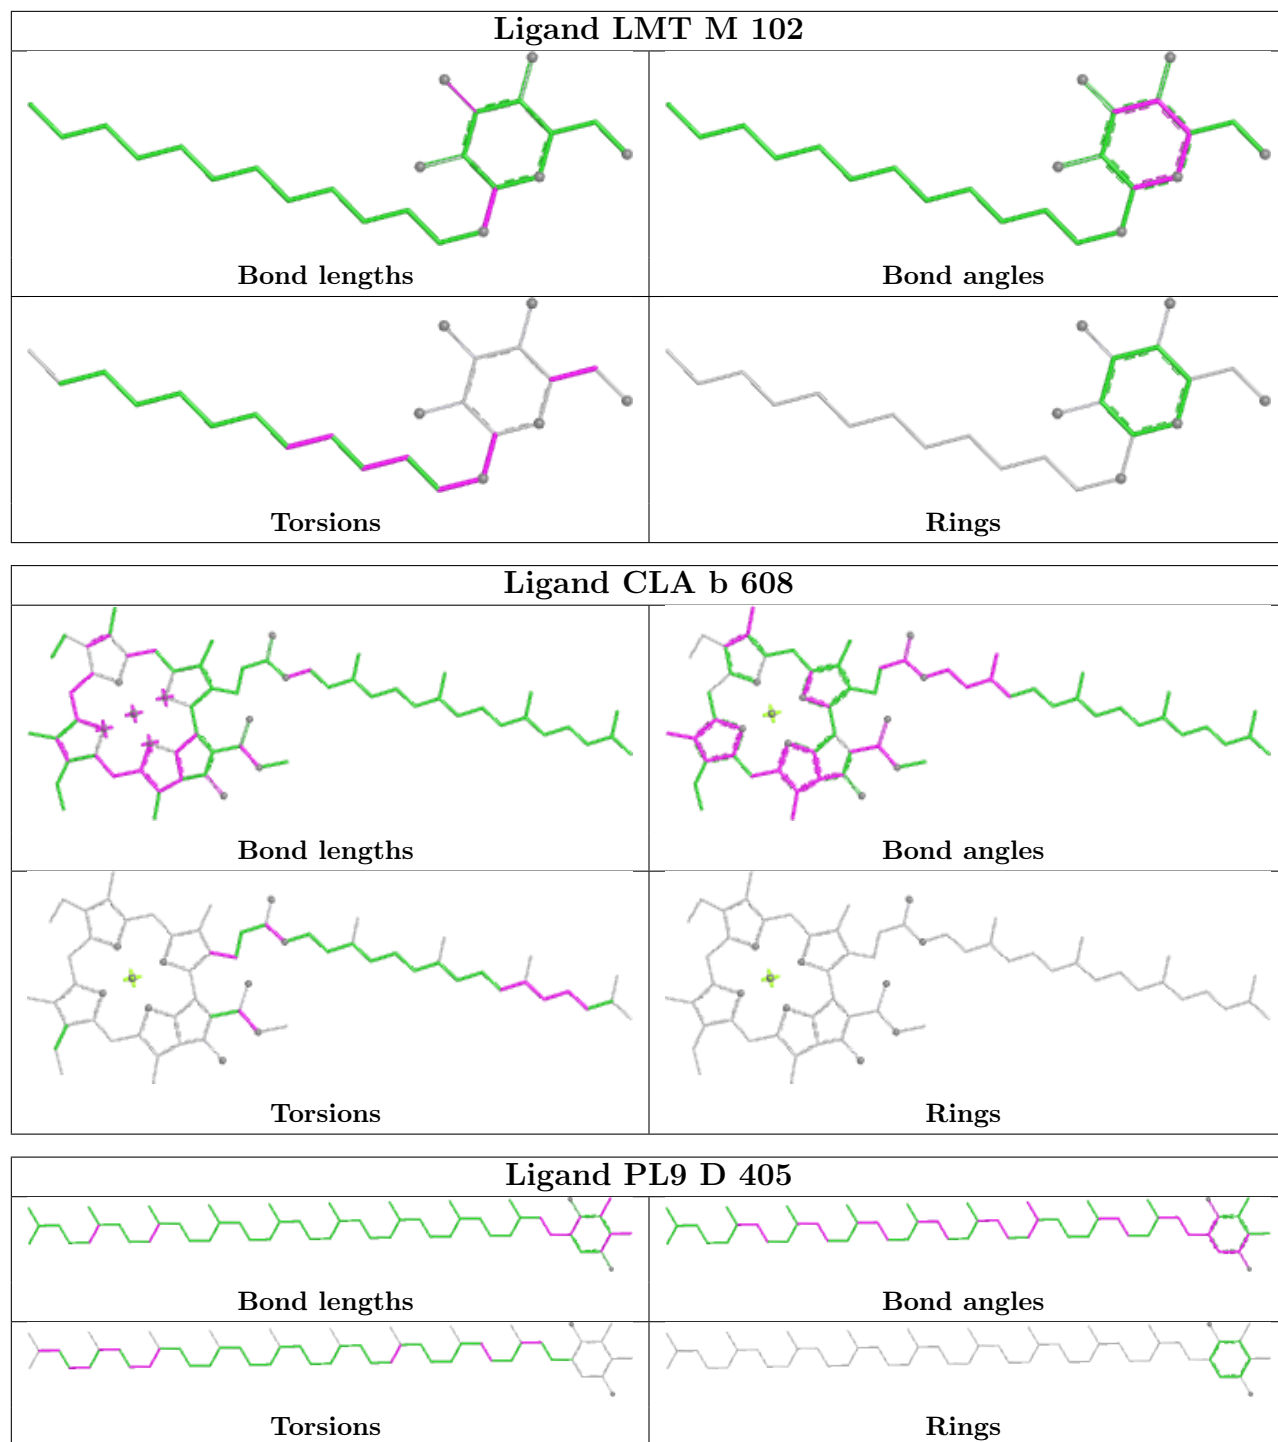 Ligand LMT M 102
Bond lengths
Bond angles
Torsions
Rings
Ligand CLA b 608
Bond lengths
Bond angles
Torsions
Rings
Ligand PL9 D 405
Bond lengths
Bond angles
Torsions
Rings